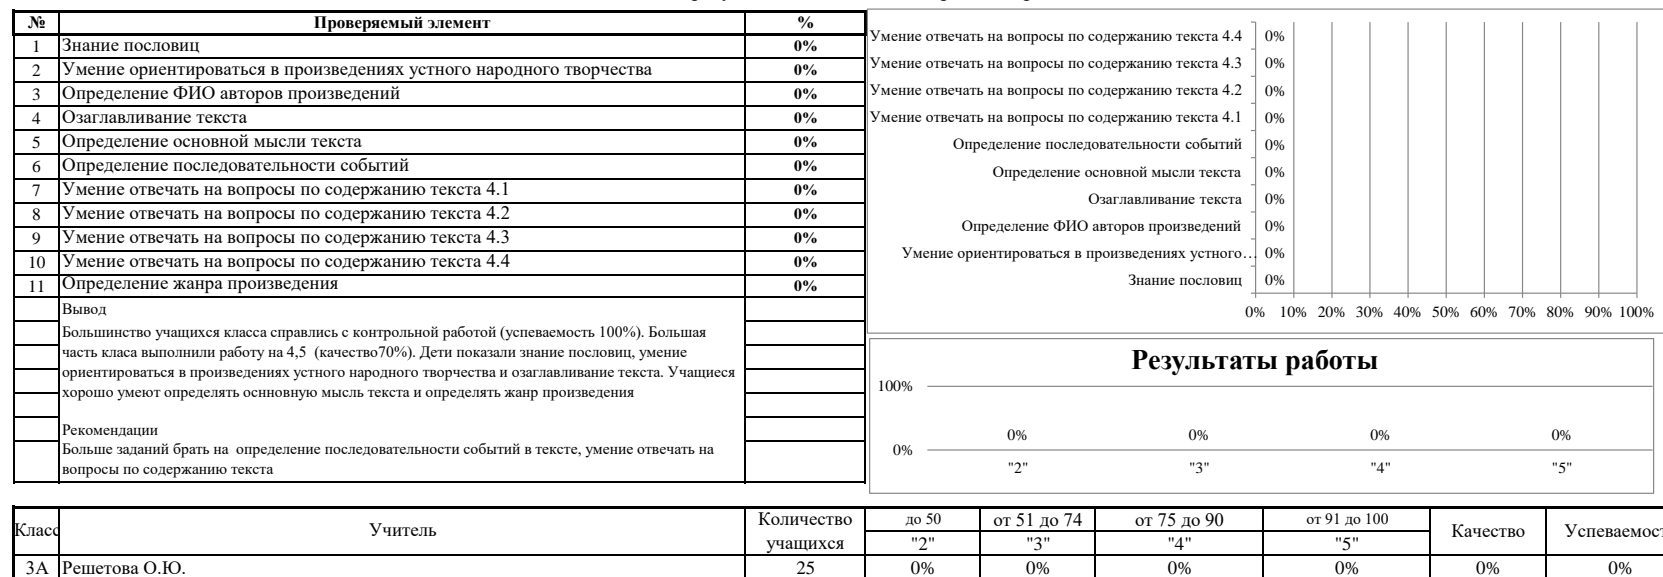 № Проверяемый элемент %
1 Знание пословиц 0%
2 Умение ориентироваться в произведениях устного народного творчества 0%
3 Определение ФИО авторов произведений 0%
4 Озаглавливание текста 0%
5 Определение основной мысли текста 0%
6 Определение последовательности событий 0%
7 Умение отвечать на вопросы по содержанию текста 4.1 0%
8 Умение отвечать на вопросы по содержанию текста 4.2 0%
9 Умение отвечать на вопросы по содержанию текста 4.3 0%
10 Умение отвечать на вопросы по содержанию текста 4.4 0%
11 Определение жанра произведения 0%
Вывод
Большинство учащихся класса справлись с контрольной работой (успеваемость 100%). Большая
часть класа выполнили работу на 4,5 (качество70%). Дети показали знание пословиц, умение
ориентироваться в произведениях устного народного творчества и озаглавливание текста. Учащиеся
хорошо умеют определять оснновную мысль текста и определять жанр произведения
Рекомендации
Больше заданий брать на определение последовательности событий в тексте, умение отвечать на
вопросы по содержанию текста
Умение отвечать на вопросы по содержанию текста 4.4 0%
Умение отвечать на вопросы по содержанию текста 4.3 0%
Умение отвечать на вопросы по содержанию текста 4.2 0%
Умение отвечать на вопросы по содержанию текста 4.1 0%
Определение последовательности событий 0%
Определение основной мысли текста 0%
Озаглавливание текста 0%
Определение ФИО авторов произведений 0%
Умение ориентироваться в произведениях устного… 0%
Знание пословиц 0%
0% 10% 20% 30% 40% 50% 60% 70% 80% 90% 100%
Результаты работы
100%
0% 0% 0% 0%
0%
"2" "3" "4" "5"
Класс Учитель Количество учащихся до 50 от 51 до 74 от 75 до 90 от 91 до 100 Качество Успеваемост
"2" "3" "4" "5"
3А Решетова О.Ю. 25 0% 0% 0% 0% 0% 0%